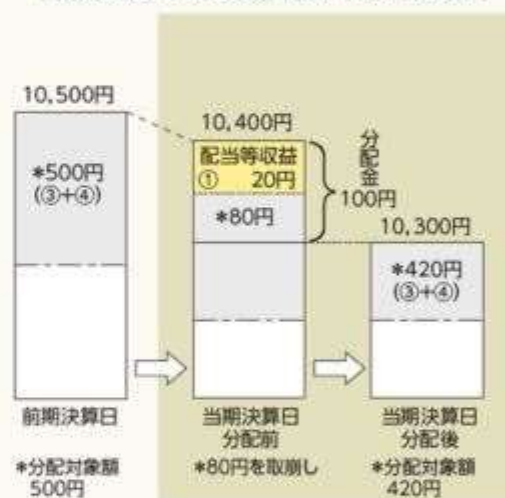 10,500円
*500円
(③+④)
10,400円
配当等収益
① 20円
*80円
分配金
100円
10,300円
*420円
(③+④)
前期決算日
当期決算日
分配前
当期決算日
分配後
*分配対象額
500円
*80円を取崩し
*分配対象額
420円